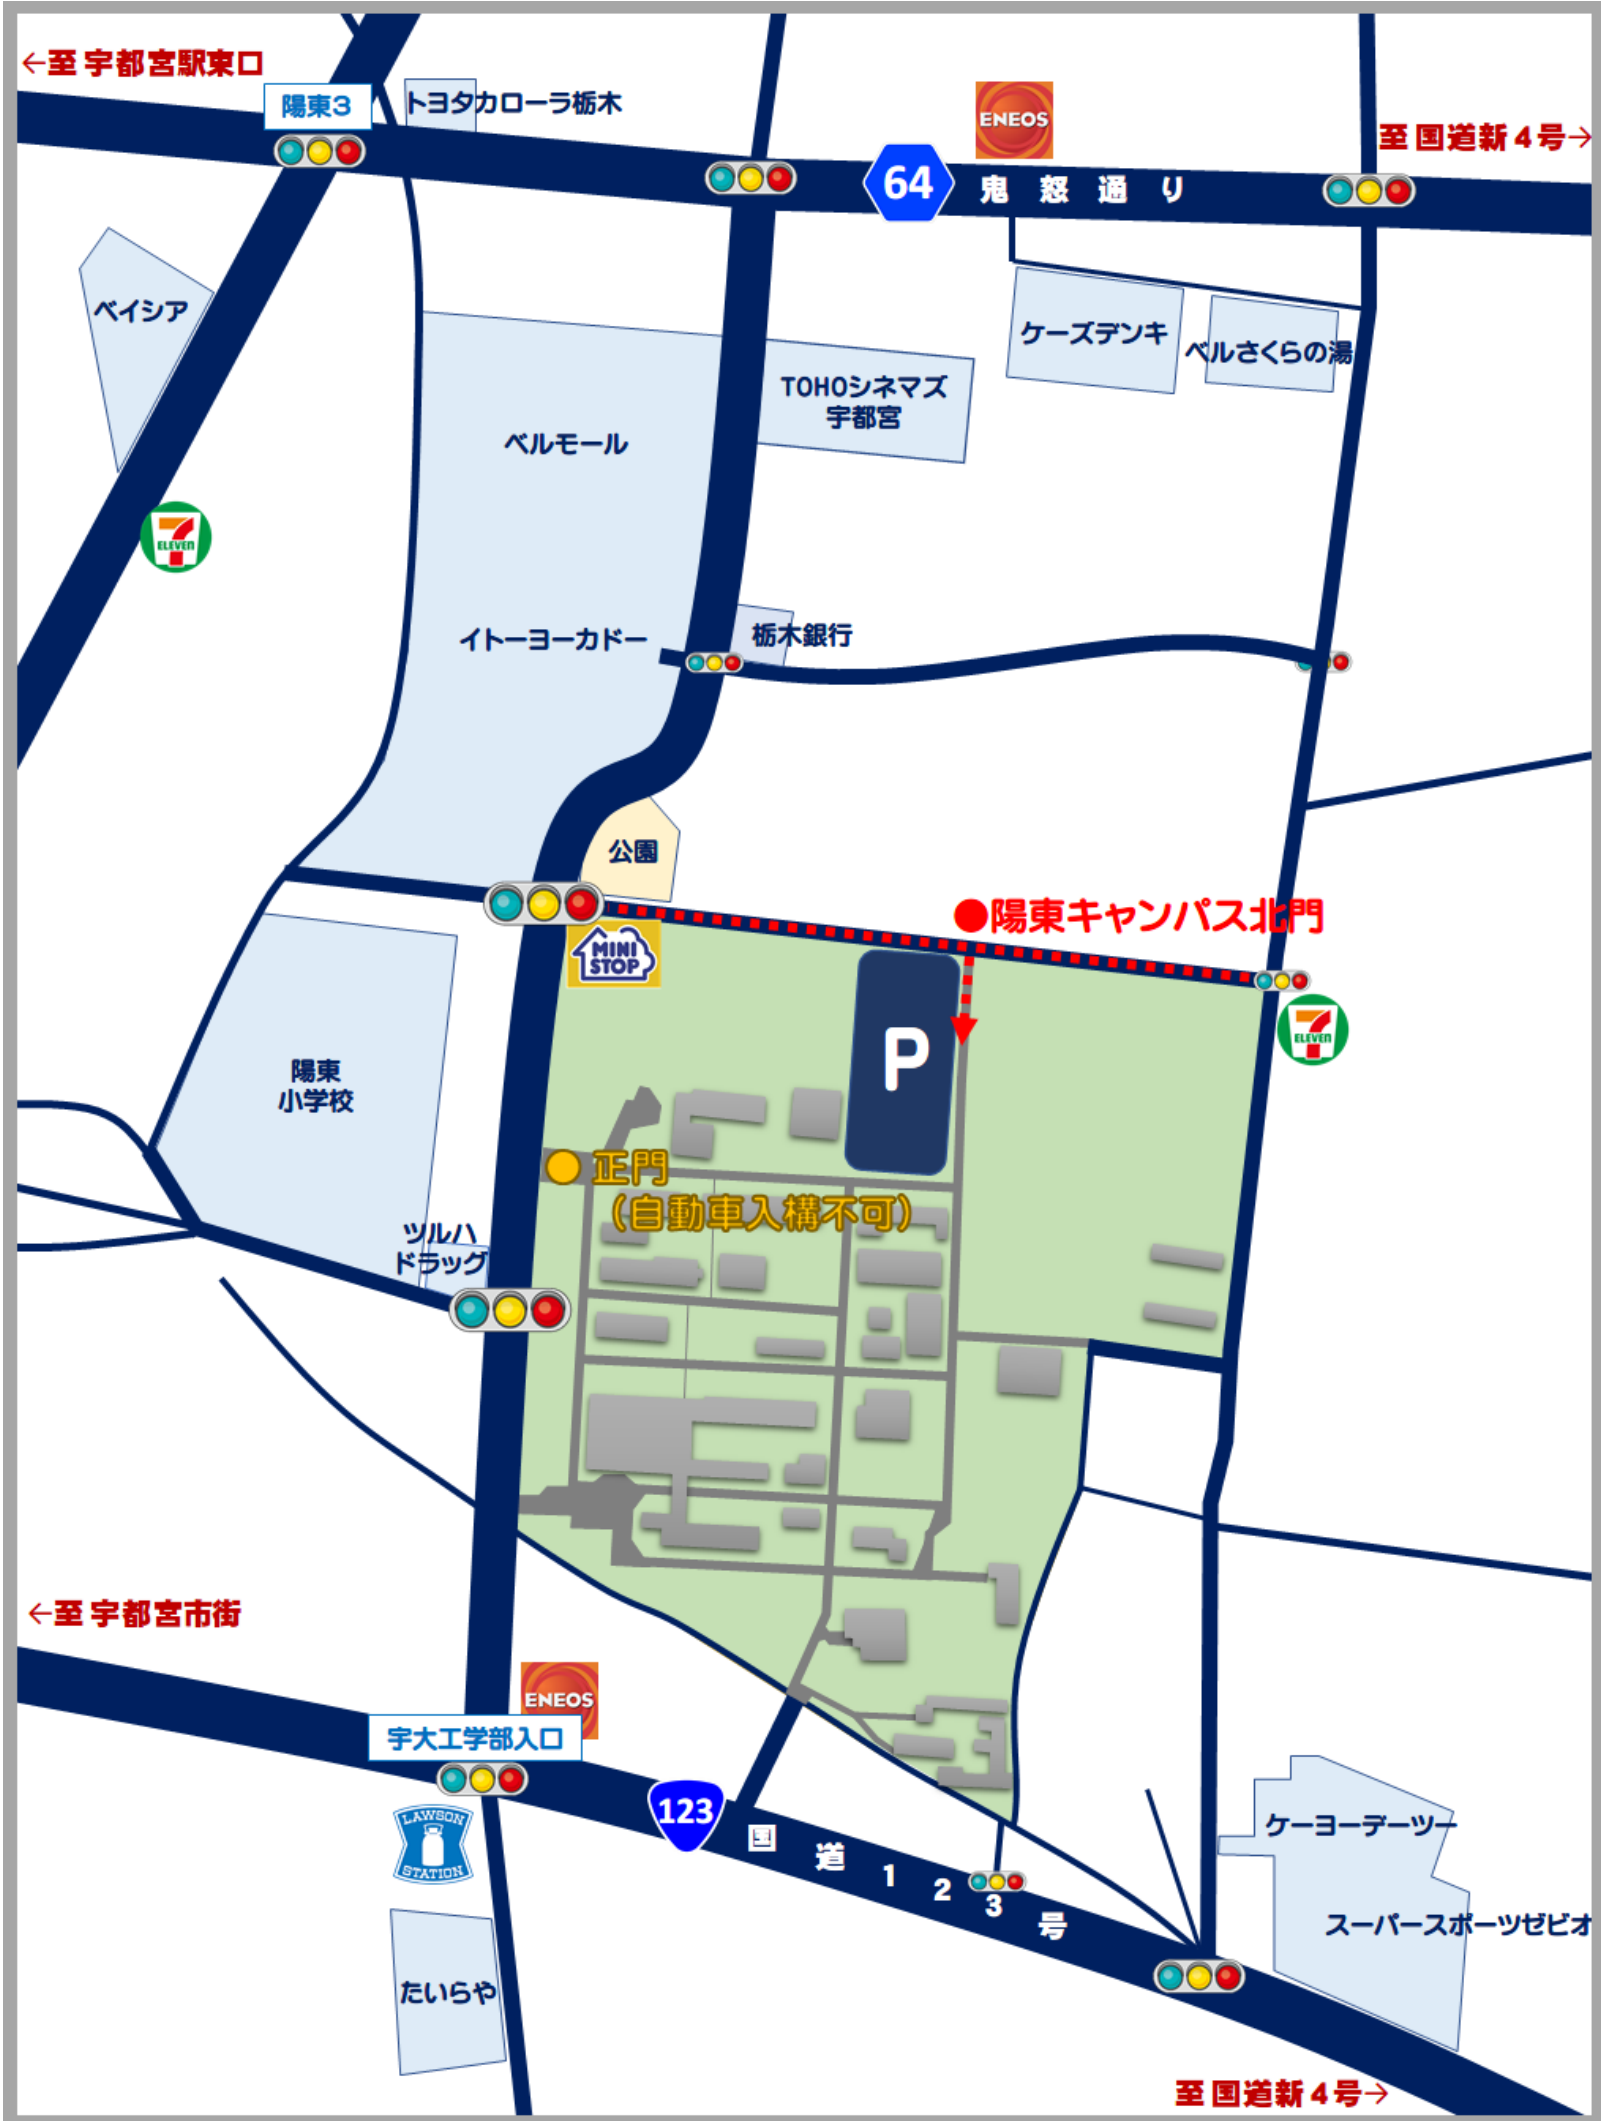 ←至 宇都宮駅東口
陽東3
トヨタカローラ栃木
ENEOS
至 国道新4号→
64
鬼怒通り
ベイシア
ケーズデンキ
ベルさくらの湯
TOHOシネマズ
宇都宮
ベルモール
7
ELEVEN
イトーヨーカドー
栃木銀行
公園
●陽東キャンパス北門
MINI
STOP
P
7
ELEVEN
陽東
小学校
正門
（自動車入構不可）
ツルハ
ドラッグ
←至 宇都宮市街
ENEOS
宇大工学部入口
123
国道123号
LAWSON
STATION
ケーヨーデーツー
スーパースポーツゼビオ
たいらや
至 国道新4号→